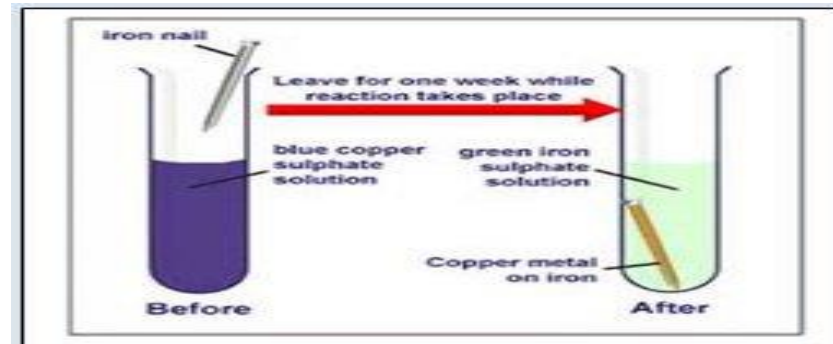 iron nail
Leave for one week while
reaction takes place
blue copper
sulphate
solution
green iron
sulphate
solution
Copper metal
on iron
Before
After